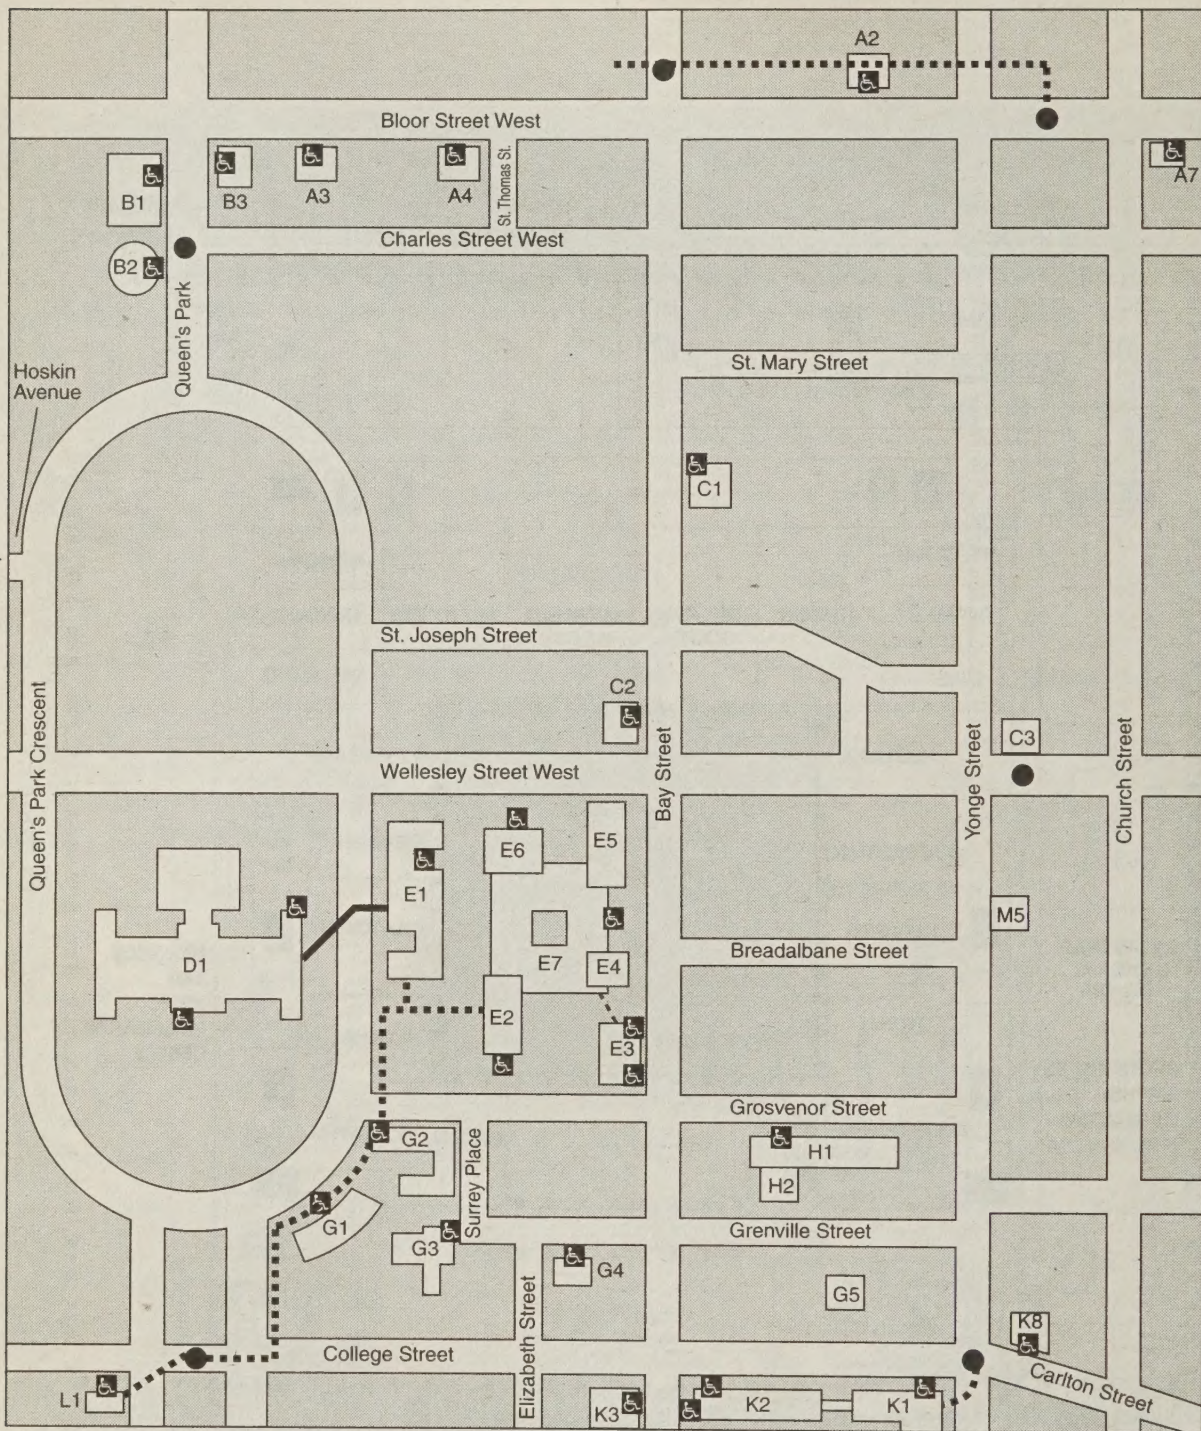 A2
Bloor Street West
B1
B3
A3
A4
St. Thomas St.
A7
Charles Street West
B2
Queen's Park
Hoskin
Avenue
St. Mary Street
C1
St. Joseph Street
C2
C3
Queen's Park Crescent
Wellesley Street West
Bay Street
Yonge Street
Church Street
E1
E6
E5
M5
D1
E7
E4
Breadalbane Street
E2
E3
Grosvenor Street
G2
Surrey Place
H1
H2
G1
G3
Grenville Street
G4
G5
Elizabeth Street
K8
College Street
Carlton Street
L1
K3
K2
K1